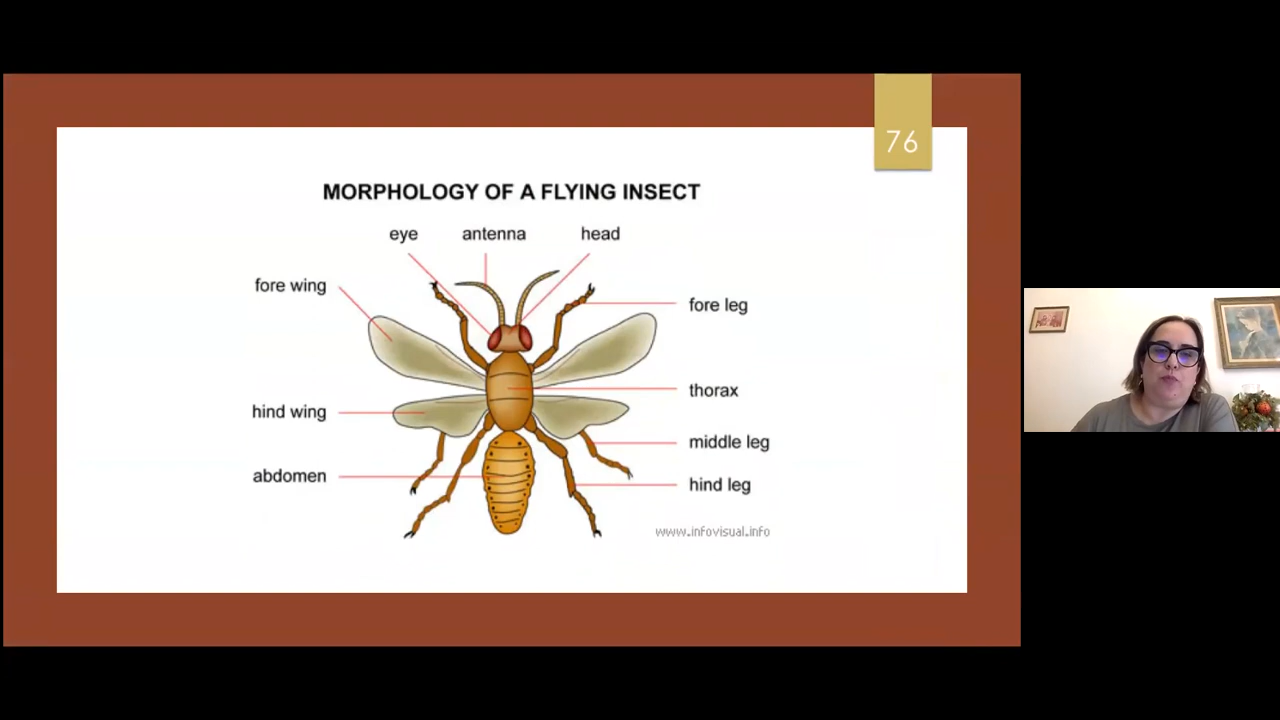 76
MORPHOLOGY OF A FLYING INSECT
eye antenna head
fore wing
fore leg
thorax
hind wing
middle leg
abdomen
hind leg
www.infovisual.info